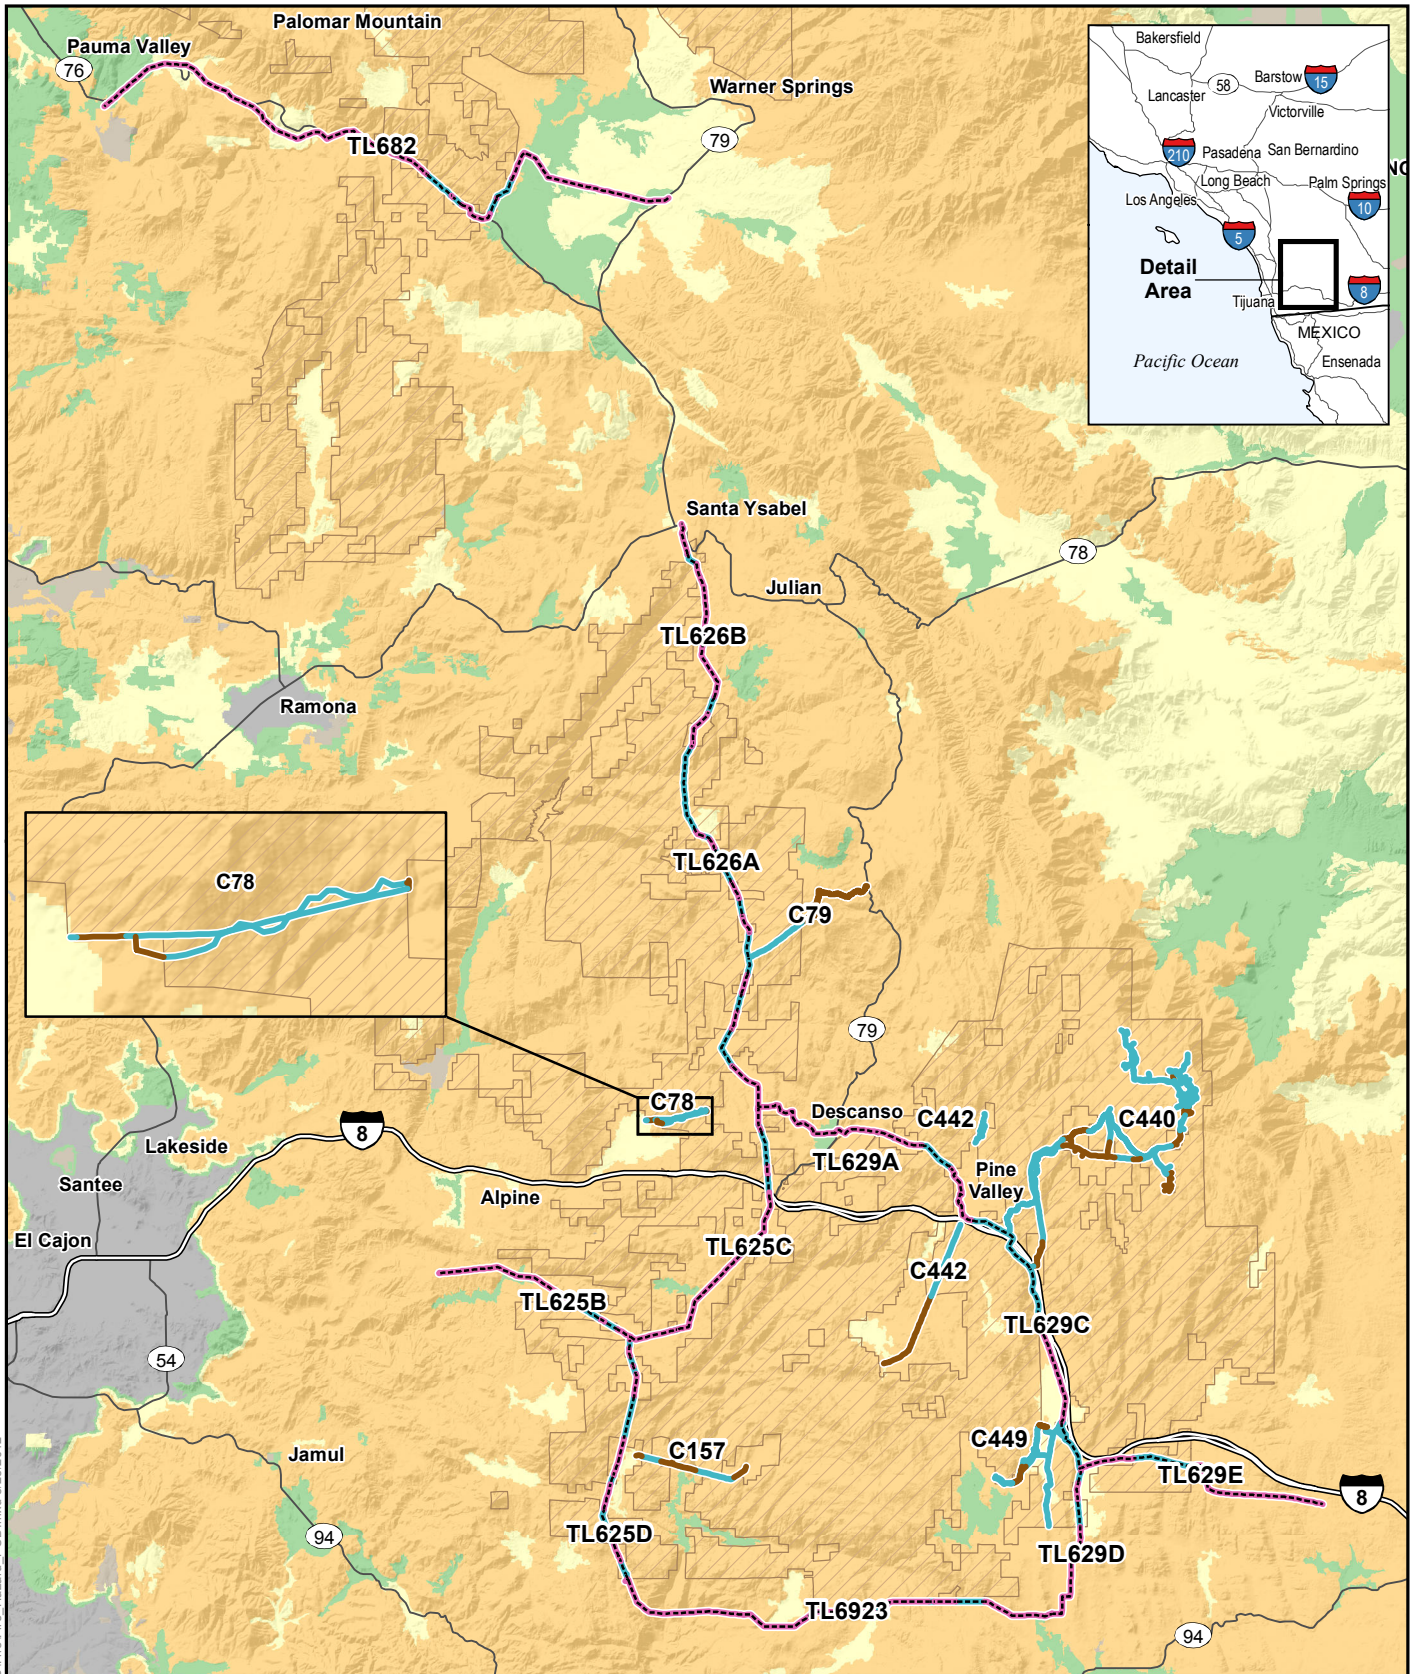 Palomar Mountain
Pauma Valley
76
Warner Springs
79
TL682
Bakersfield
58
Barstow
15
Lancaster
Victorville
210
Pasadena
San Bernardino
Long Beach
Palm Springs
Los Angeles
10
5
Detail
Area
Tijuana
8
MEXICO
Pacific Ocean
Ensenada
Santa Ysabel
78
Julian
TL626B
Ramona
C78
TL626A
C79
79
C78
Descanso
C442
C440
8
Lakeside
TL629A
Pine
Valley
Santee
Alpine
El Cajon
TL625C
C442
TL625B
TL629C
54
C157
C449
Jamul
TL629E
8
94
TL625D
TL629D
TL6923
94